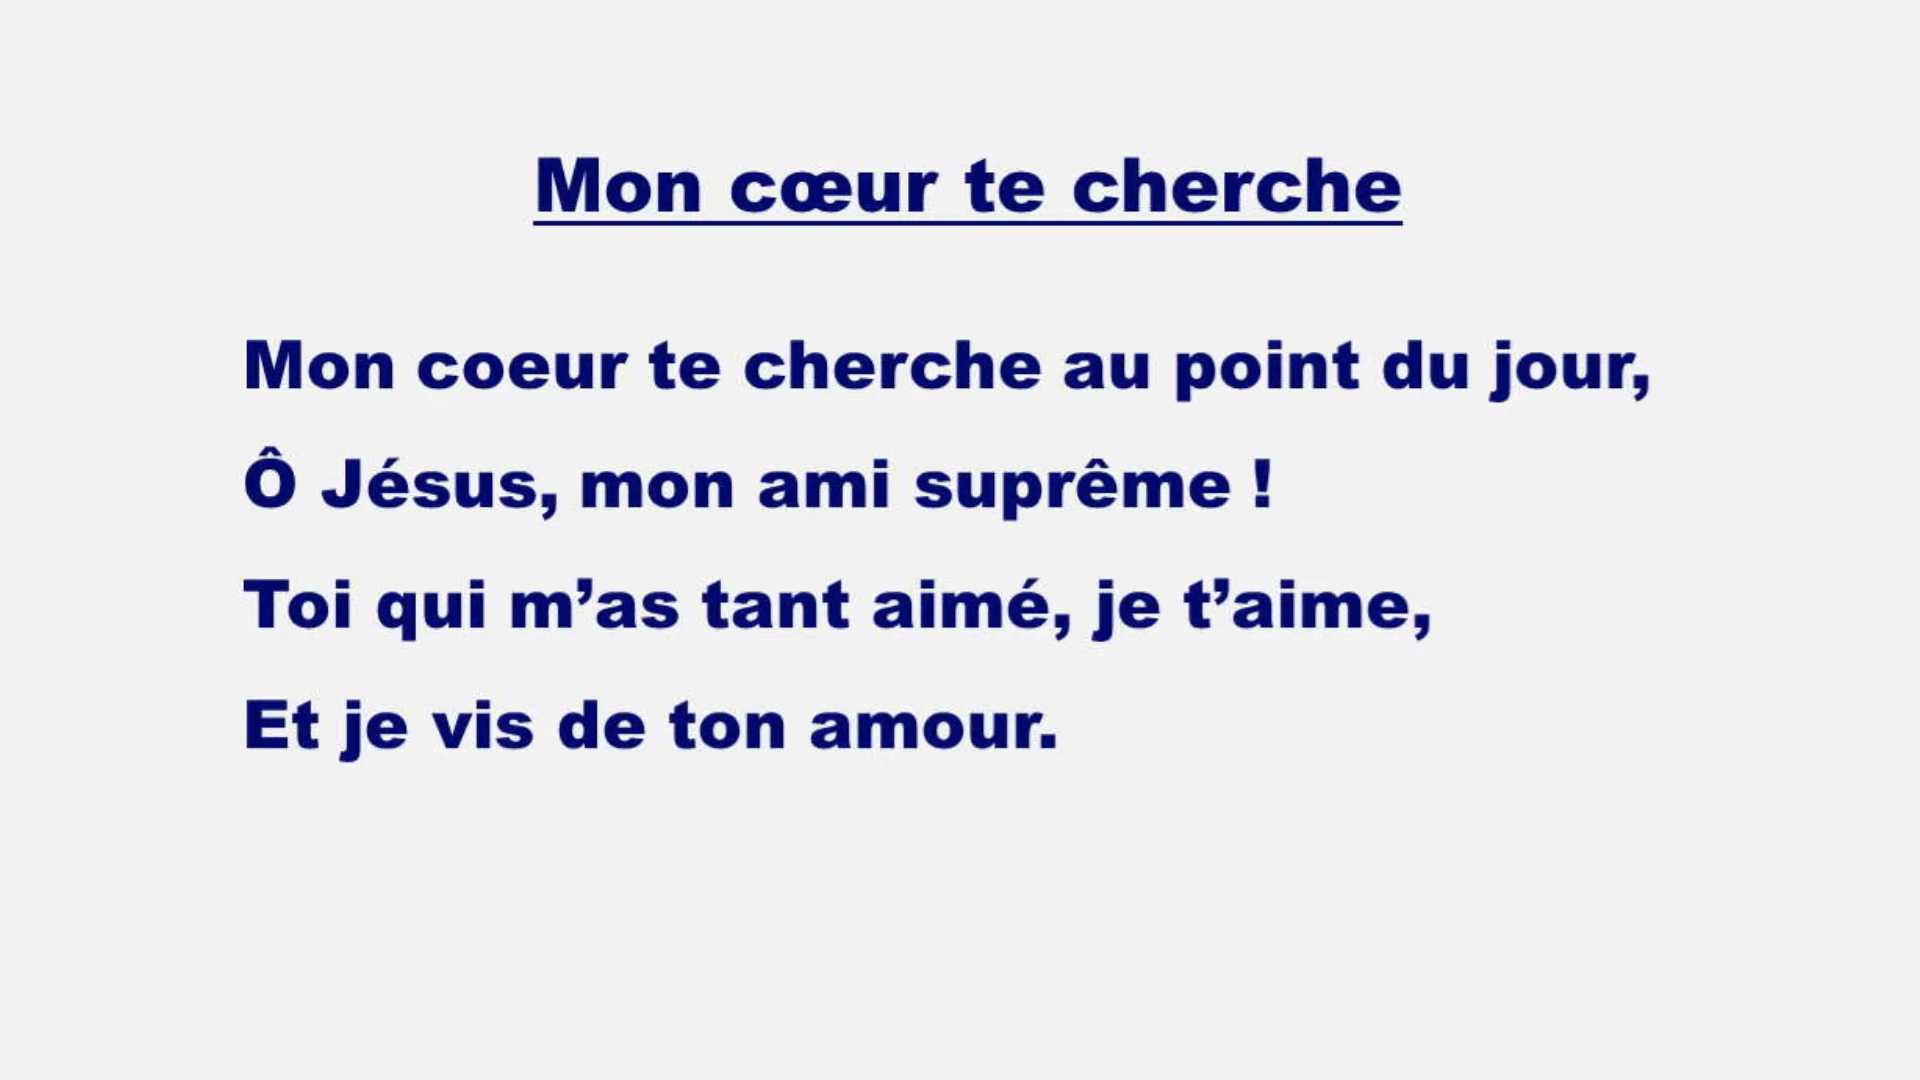 Mon cœur te cherche
Mon coeur te cherche au point du jour,
Ô Jésus, mon ami suprême !
Toi qui m’as tant aimé, je t’aime,
Et je vis de ton amour.